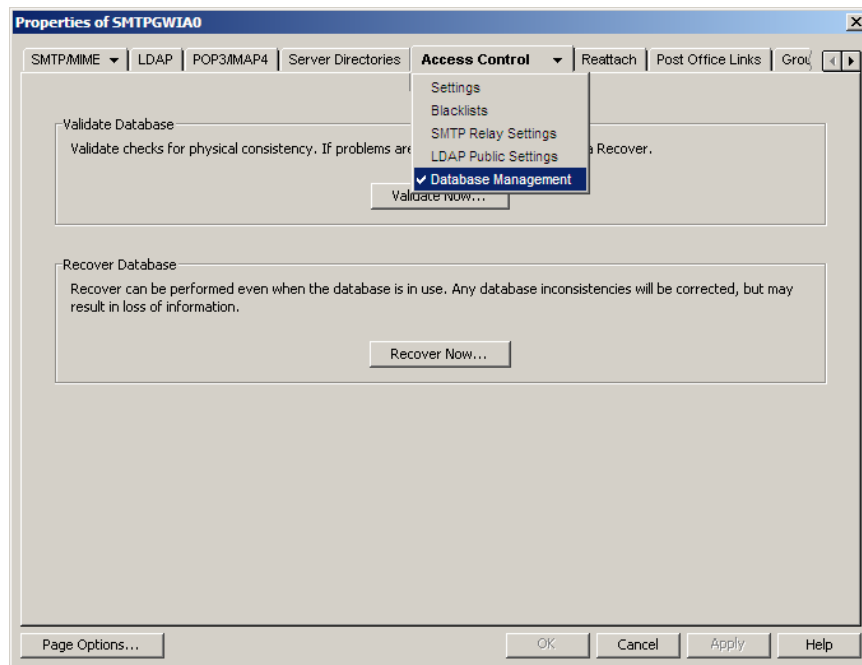 Properties of SMTPGWIA0
SMTP/MIME LDAP POP3/IMAP4 Server Directories Access Control Reattach Post Office Links Grou
Settings
Blacklists
SMTP Relay Settings
LDAP Public Settings
Database Management
Validate Database
Validate checks for physical consistency. If problems are a Recover.
Validate Now...
Recover Database
Recover can be performed even when the database is in use. Any database inconsistencies will be corrected, but may
result in loss of information.
Recover Now...
Page Options... OK Cancel Apply Help